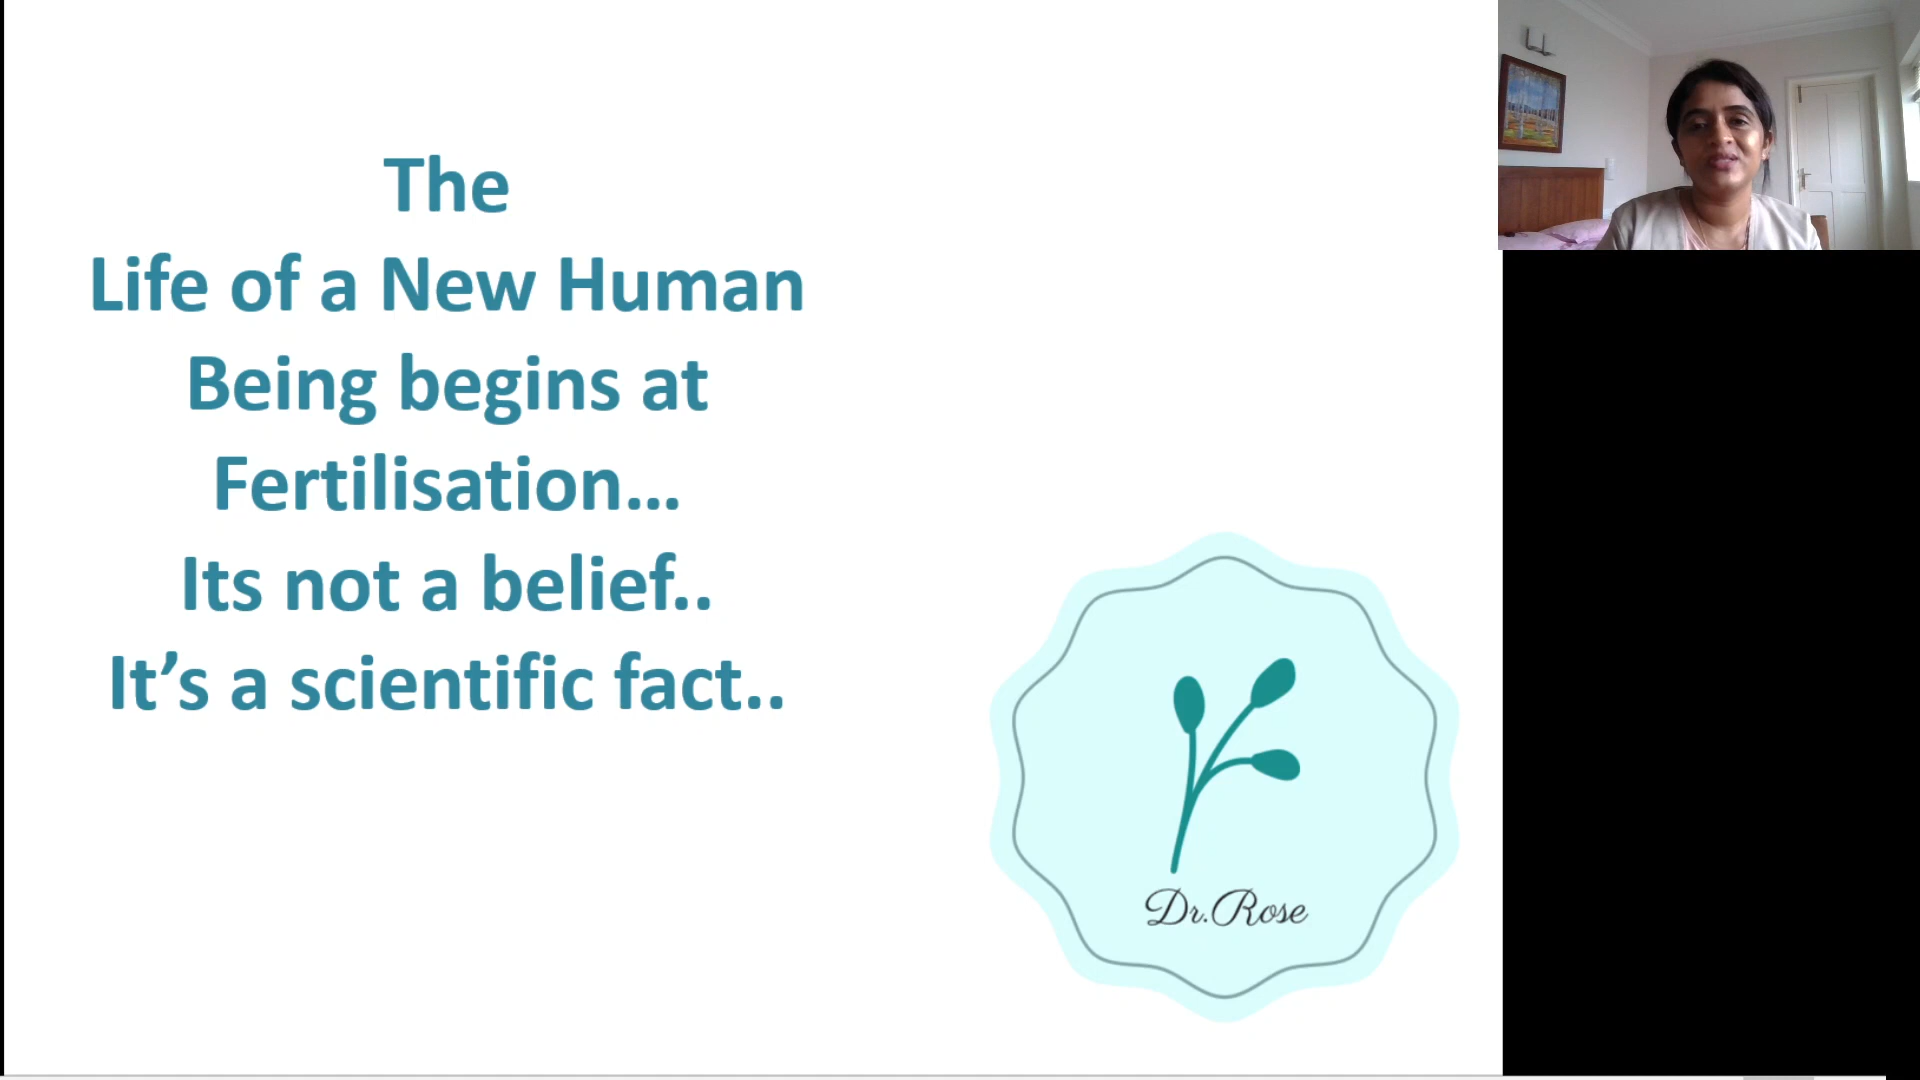 The
Life of a New Human
Being begins at
Fertilisation...
Its not a belief..
It’s a scientific fact..
Dr.Rose